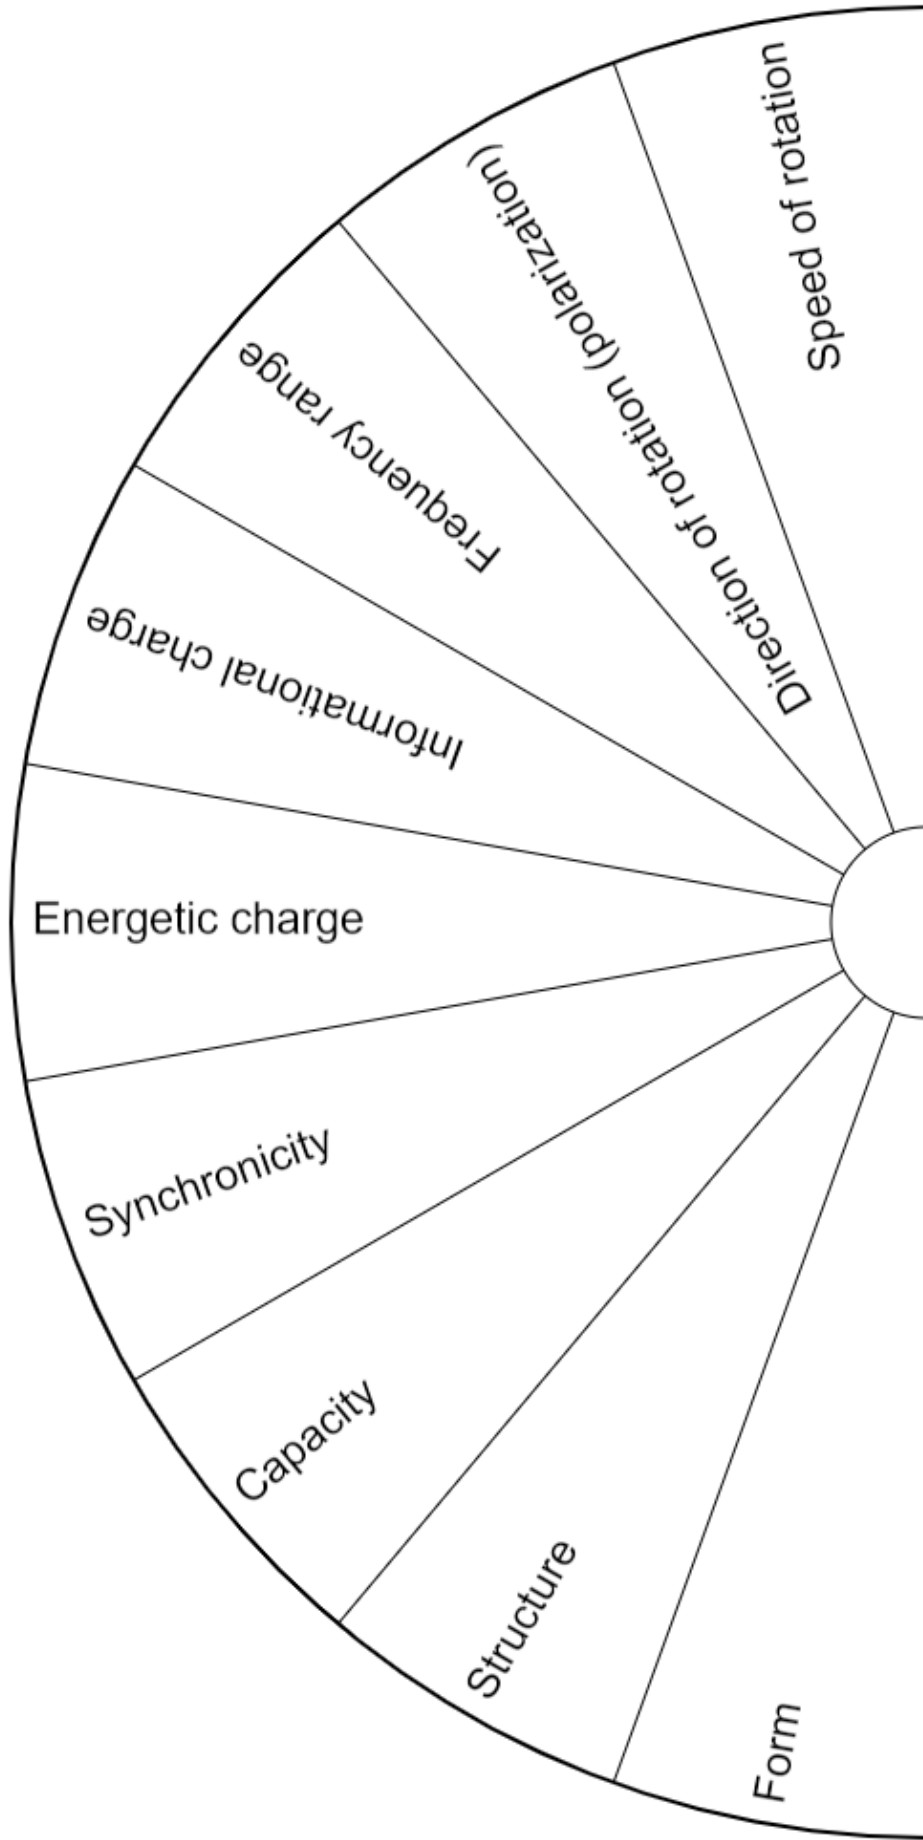 Speed of rotation
Direction of rotation (polarization)
Frequency range
Informational charge
Energetic charge
Synchronicity
Capacity
Structure
Form